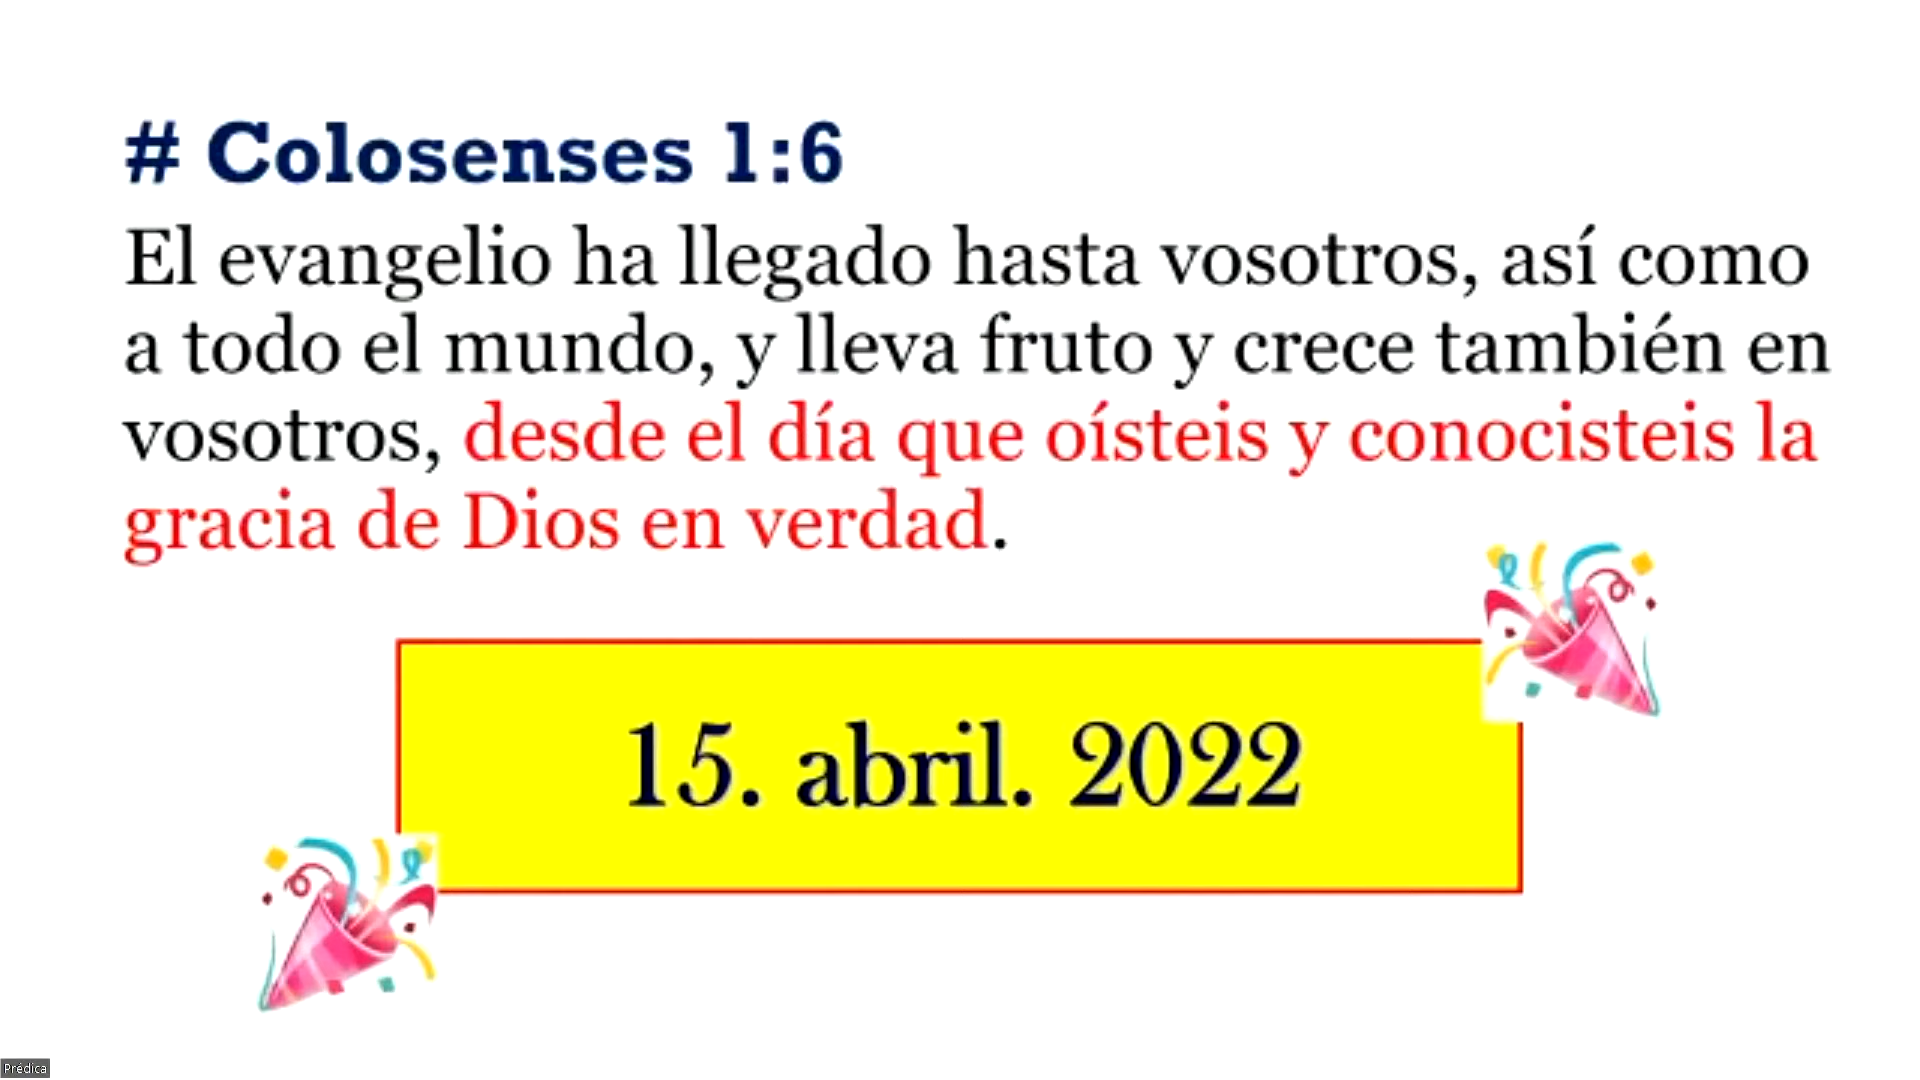 # Colosenses 1:6
El evangelio ha llegado hasta vosotros, así como
a todo el mundo, y lleva fruto y crece también en
vosotros, desde el día que oísteis y conocisteis la
gracia de Dios en verdad.
15. abril. 2022
Prédica